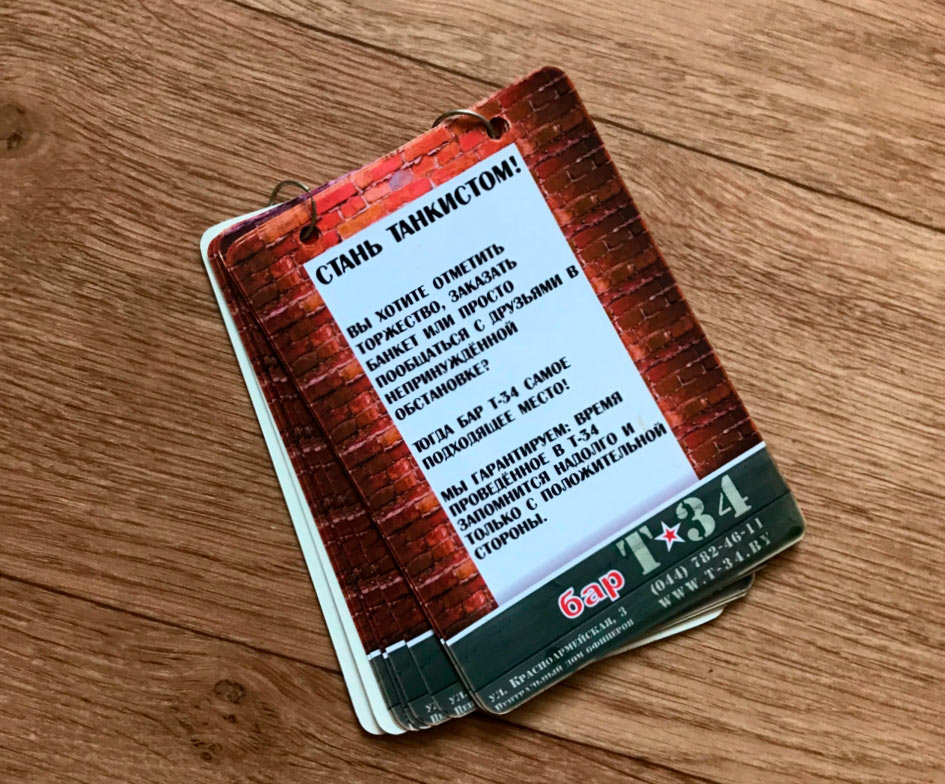 СТАНЬ ТАНКИСТОМ!
ВЫ ХОТИТЕ ОТМЕТИТЬ
ТОРЖЕСТВО, ЗАКАЗАТЬ
БАНКЕТ ИЛИ ПРОСТО
ПООБЩАТЬСЯ С ДРУЗЬЯМИ В
НЕПРИНУЖДЁННОЙ
ОБСТАНОВКЕ?
ТОГДА БАР Т-34 САМОЕ
ПОДХОДЯЩЕЕ МЕСТО!
МЫ ГАРАНТИРУЕМ: ВРЕМЯ
ПРОВЕДЁННОЕ В Т-34
ЗАПОМНИТСЯ НАДОЛГО И
ТОЛЬКО С ПОЛОЖИТЕЛЬНОЙ
СТОРОНЫ.
бар Т★34
(044) 782-46-11
WWW.T-34.BY
УЛ. КРАСНОАРМЕЙСКАЯ, 3
ЦЕНТРАЛЬНЫЙ ДОМ ОФИЦЕРОВ